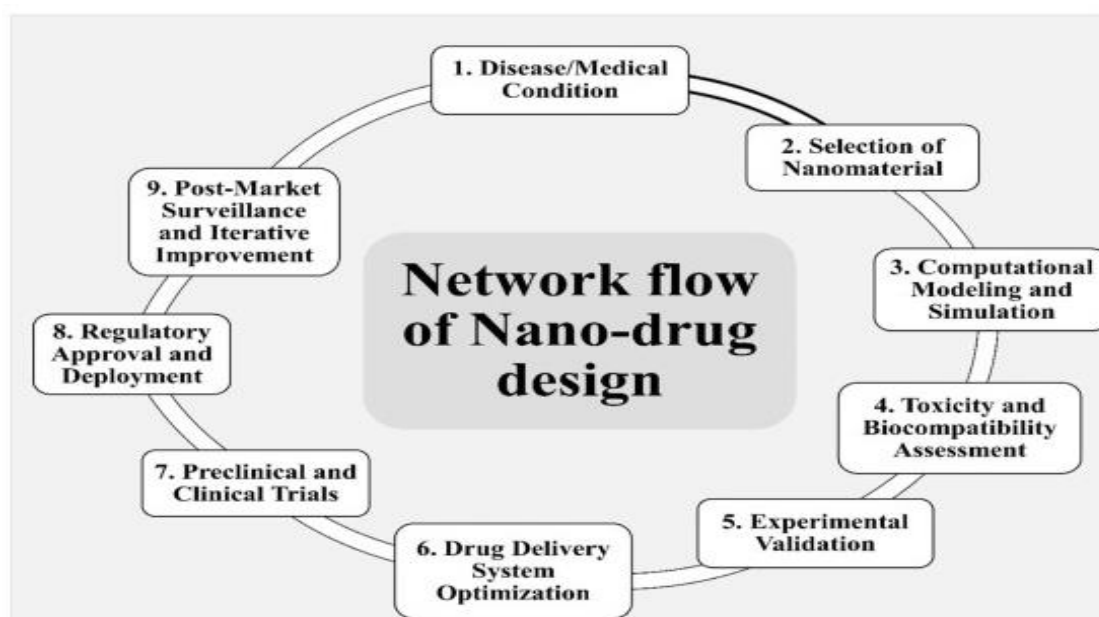 1. Disease/Medical
Condition
2. Selection of
Nanomaterial
3. Computational
Modeling and
Simulation
4. Toxicity and
Biocompatibility
Assessment
5. Experimental
Validation
6. Drug Delivery
System
Optimization
7. Preclinical and
Clinical Trials
8. Regulatory
Approval and
Deployment
9. Post-Market
Surveillance
and Iterative
Improvement
Network flow
of Nano-drug
design